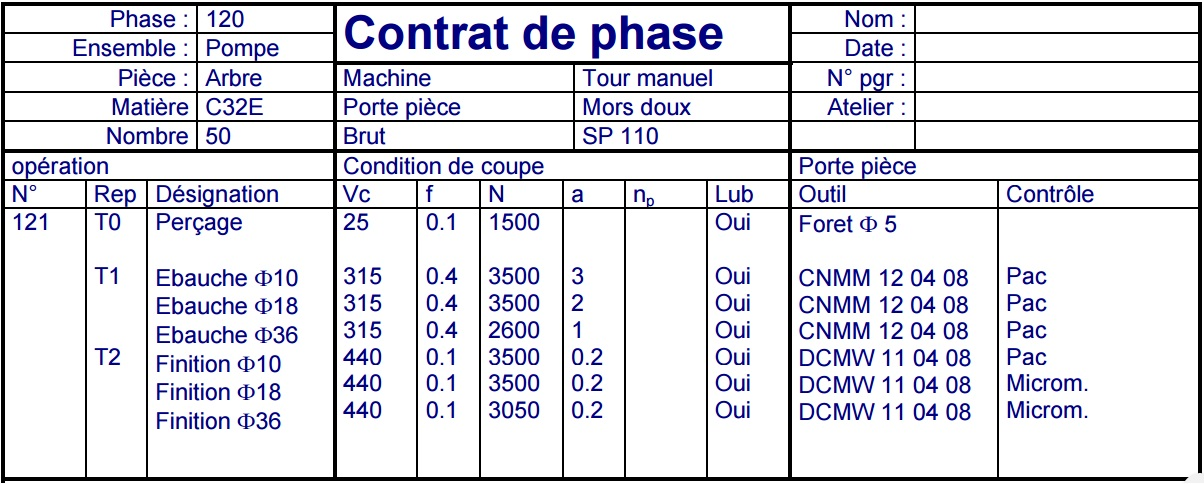 Phase : 120 Contrat de phase Nom :
Ensemble : Pompe Date :
Pièce : Arbre Machine Tour manuel N° pgr :
Matière C32E Porte pièce Mors doux Atelier :
Nombre 50 Brut SP 110
opération Condition de coupe Porte pièce
N° Rep Désignation Vc f N a np Lub Outil Contrôle
121 T0 Perçage 25 0.1 1500 Oui Foret Φ 5
T1 Ebauche Φ10 315 0.4 3500 3 Oui CNMM 12 04 08 Pac
Ebauche Φ18 315 0.4 3500 2 Oui CNMM 12 04 08 Pac
Ebauche Φ36 315 0.4 2600 1 Oui CNMM 12 04 08 Pac
T2 Finition Φ10 440 0.1 3500 0.2 Oui DCMW 11 04 08 Pac
Finition Φ18 440 0.1 3500 0.2 Oui DCMW 11 04 08 Microm.
Finition Φ36 440 0.1 3050 0.2 Oui DCMW 11 04 08 Microm.